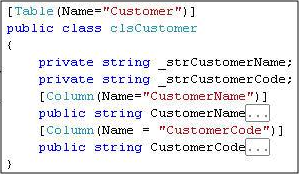 [Table(Name="Customer")]
public class clsCustomer
{
private string _strCustomerName;
private string _strCustomerCode;
[Column(Name="CustomerName")]
public string CustomerName...
[Column(Name = "CustomerCode")]
public string CustomerCode...
}